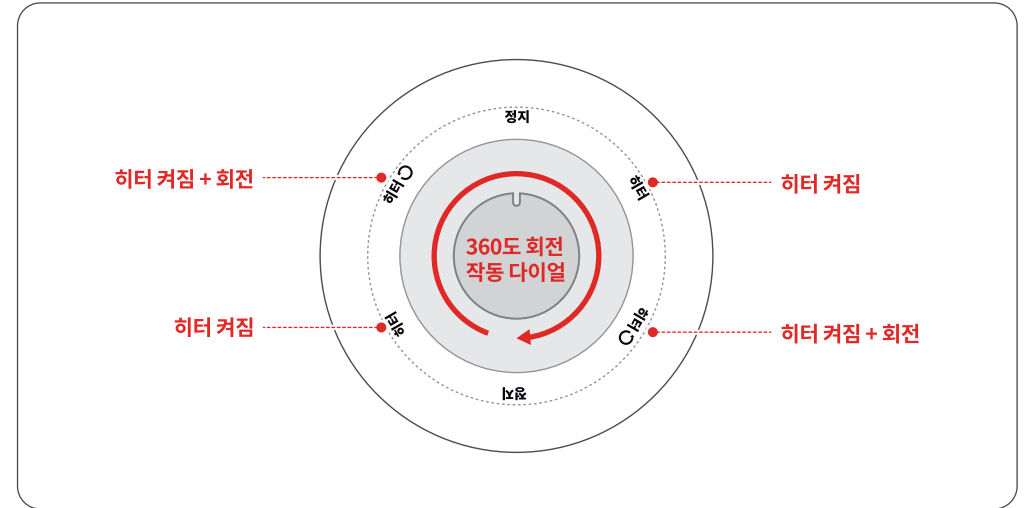 정지
히터 켜짐 + 회전
히터
히터
히터 켜짐
360도 회전
작동 다이얼
히터 켜짐
히터
히터
히터 켜짐 + 회전
정지